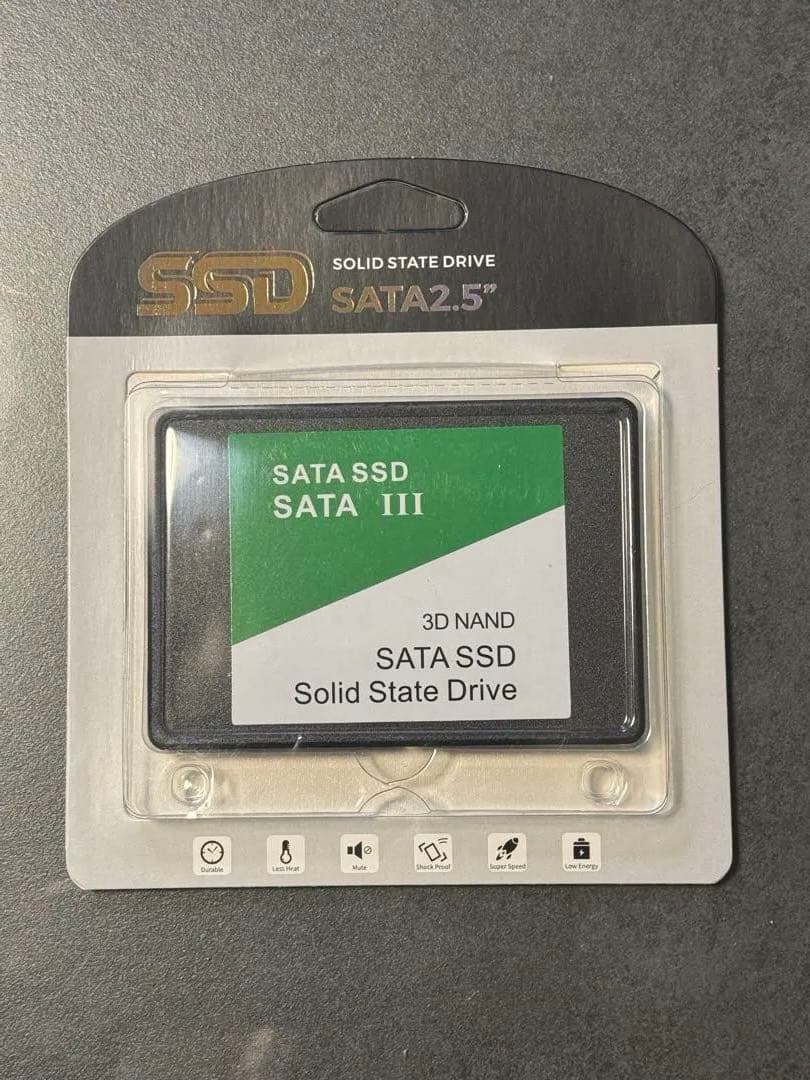 SSD
SOLID STATE DRIVE
SATA2.5”
SATA SSD
SATA III
3D NAND
SATA SSD
Solid State Drive
Durable
Less Heat
Mute
Shock Proof
Super Speed
Low Energy